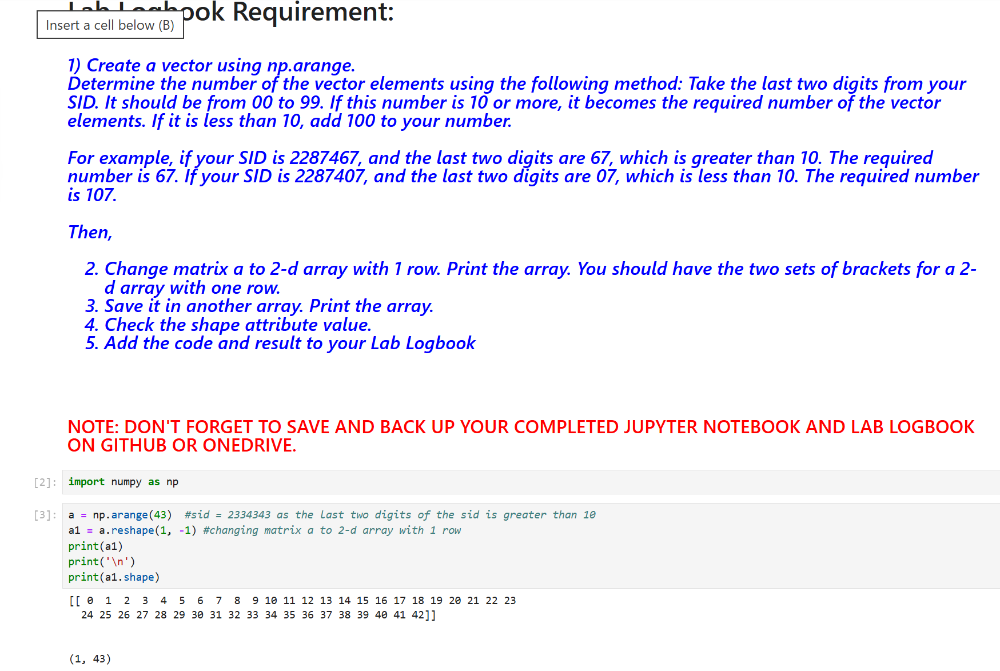 Lab Logbook Requirement:
Insert a cell below (B)
1) Create a vector using np.arange.
Determine the number of the vector elements using the following method: Take the last two digits from your
SID. It should be from 00 to 99. If this number is 10 or more, it becomes the required number of the vector
elements. If it is less than 10, add 100 to your number.
For example, if your SID is 2287467, and the last two digits are 67, which is greater than 10. The required
number is 67. If your SID is 2287407, and the last two digits are 07, which is less than 10. The required number
is 107.
Then,
2. Change matrix a to 2-d array with 1 row. Print the array. You should have the two sets of brackets for a 2-
d array with one row.
3. Save it in another array. Print the array.
4. Check the shape attribute value.
5. Add the code and result to your Lab Logbook
NOTE: DON'T FORGET TO SAVE AND BACK UP YOUR COMPLETED JUPYTER NOTEBOOK AND LAB LOGBOOK
ON GITHUB OR ONEDRIVE.
[2]: import numpy as np
[3]: a = np.arange(43)  #sid = 2334343 as the last two digits of the sid is greater than 10
a1 = a.reshape(1, -1) #changing matrix a to 2-d array with 1 row
print(a1)
print('\n')
print(a1.shape)
[[ 0  1  2  3  4  5  6  7  8  9 10 11 12 13 14 15 16 17 18 19 20 21 22 23
24 25 26 27 28 29 30 31 32 33 34 35 36 37 38 39 40 41 42]]
(1, 43)